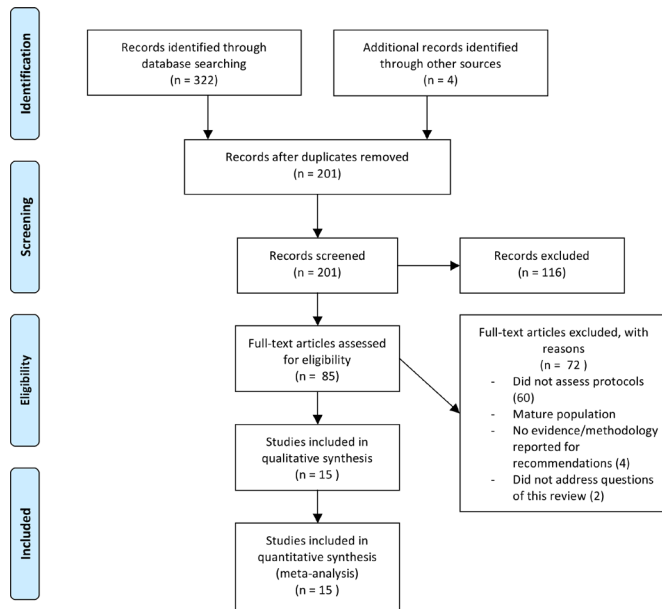 Identification
Records identified through
database searching
(n = 322)
Additional records identified
through other sources
(n = 4)
Records after duplicates removed
(n = 201)
Screening
Records screened
(n = 201)
Records excluded
(n = 116)
Eligibility
Full-text articles assessed
for eligibility
(n = 85)
Full-text articles excluded, with
reasons
(n = 72)
- Did not assess protocols
(60)
- Mature population
- No evidence/methodology
reported for
recommendations (4)
- Did not address questions
of this review (2)
Studies included in
qualitative synthesis
(n = 15 )
Included
Studies included in
quantitative synthesis
(meta-analysis)
(n = 15 )